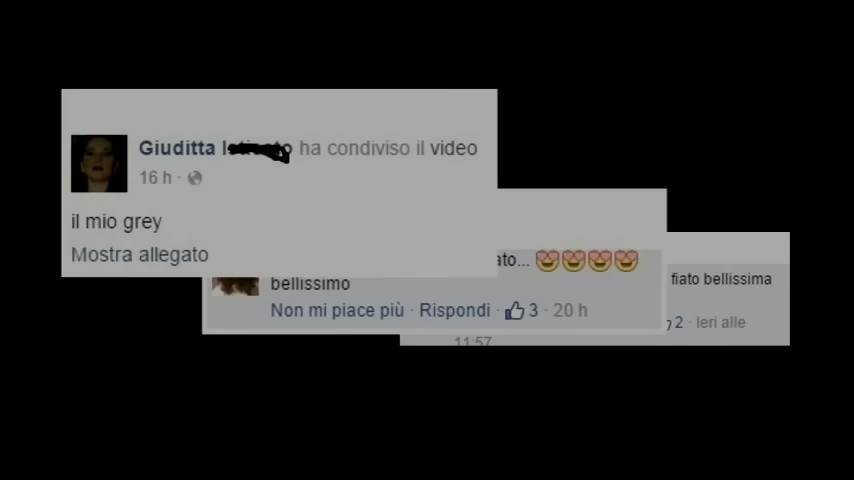 Giuditta ha condiviso il video
16 h ·
il mio grey
Mostra allegato
ato... 😍😍😍😍
bellissimo
Non mi piace più · Rispondi · 3 · 20 h
fiato bellissima
2 · Ieri alle
11:57